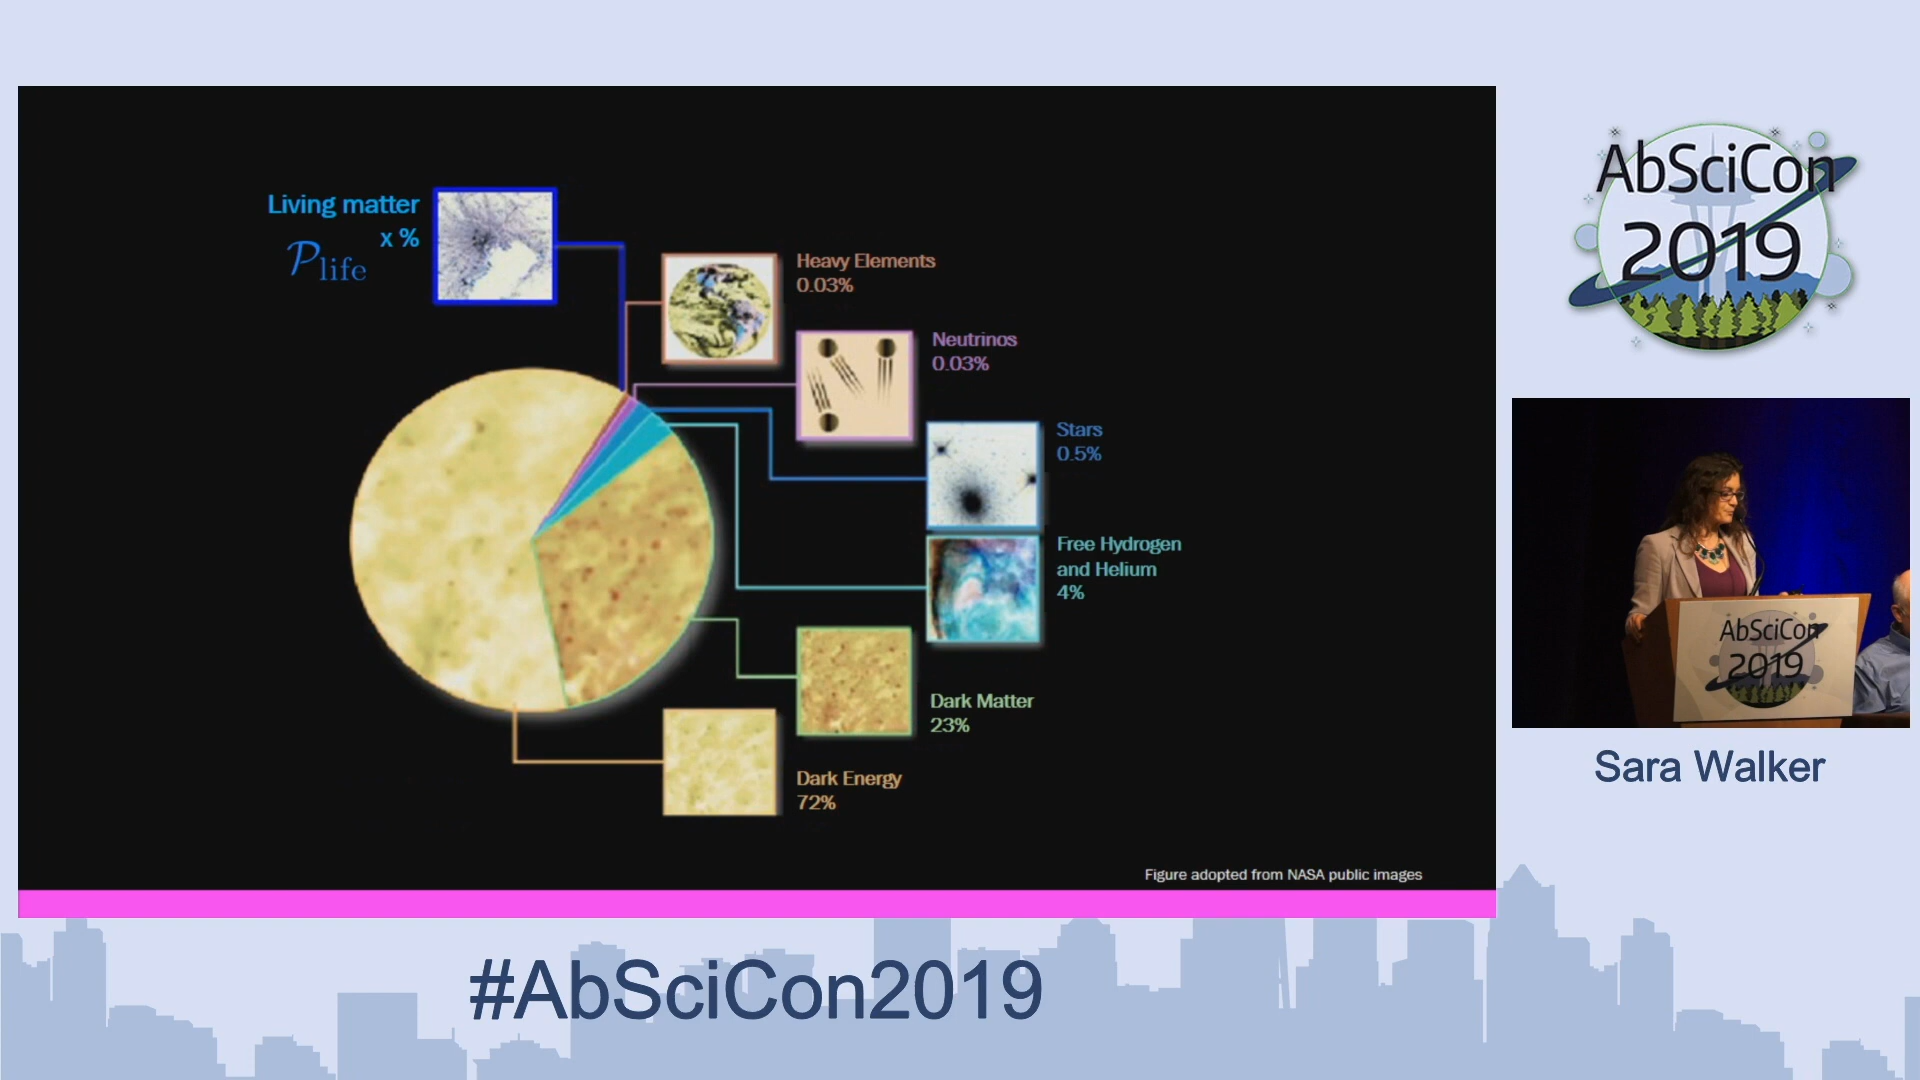 Living matter
x %
𝒫life
Heavy Elements
0.03%
Neutrinos
0.03%
Stars
0.5%
Free Hydrogen
and Helium
4%
Dark Matter
23%
Dark Energy
72%
Figure adopted from NASA public images
AbSciCon
2019
AbSciCon
2019
Sara Walker
#AbSciCon2019